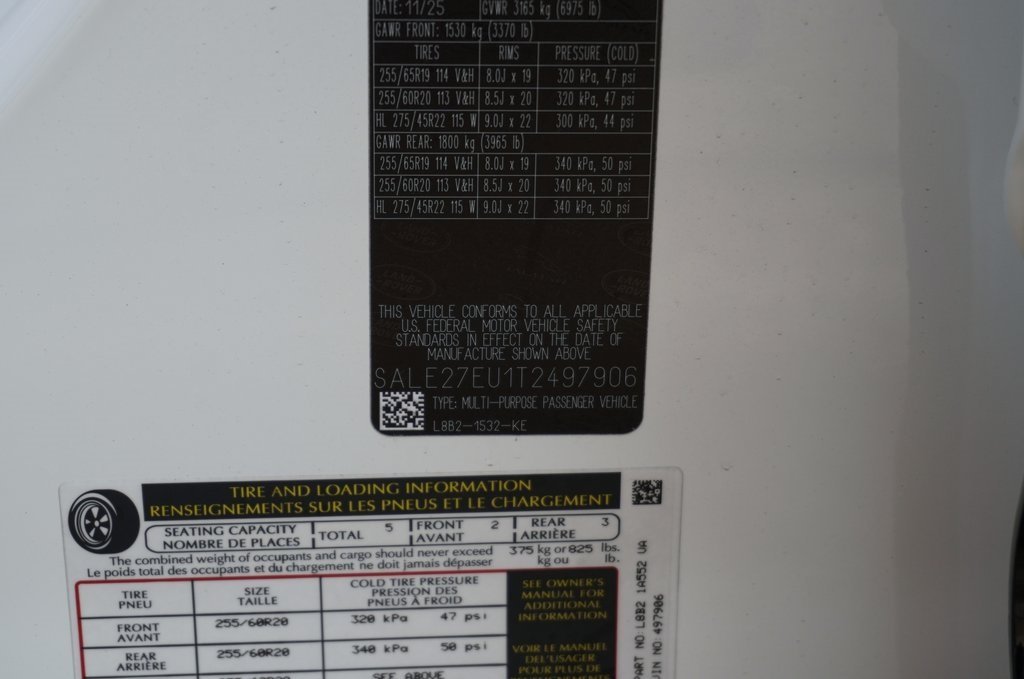 DATE: 11/25 GVWR 3165 kg (6975 lb)
GAWR FRONT: 1530 kg (3370 lb)
TIRES RIMS PRESSURE (COLD)
255/65R19 114 V&H 8.0J x 19 320 kPa, 47 psi
255/60R20 113 V&H 8.5J x 20 320 kPa, 47 psi
HL 275/45R22 115 W 9.0J x 22 300 kPa, 44 psi
GAWR REAR: 1800 kg (3965 lb)
255/65R19 114 V&H 8.0J x 19 340 kPa, 50 psi
255/60R20 113 V&H 8.5J x 20 340 kPa, 50 psi
HL 275/45R22 115 W 9.0J x 22 340 kPa, 50 psi
LAND ROVER
THIS VEHICLE CONFORMS TO ALL APPLICABLE
U.S. FEDERAL MOTOR VEHICLE SAFETY
STANDARDS IN EFFECT ON THE DATE OF
MANUFACTURE SHOWN ABOVE
SALE27EU1T2497906
TYPE: MULTI-PURPOSE PASSENGER VEHICLE
L8B2-1532-KE
TIRE AND LOADING INFORMATION
RENSEIGNEMENTS SUR LES PNEUS ET LE CHARGEMENT
SEATING CAPACITY
NOMBRE DE PLACES
TOTAL 5
FRONT 2
AVANT
REAR 3
ARRIÈRE
The combined weight of occupants and cargo should never exceed 375 kg or 825 lbs.
Le poids total des occupants et du chargement ne doit jamais dépasser kg ou lb.
TIRE
PNEU
SIZE
TAILLE
COLD TIRE PRESSURE
PRESSION DES
PNEUS À FROID
FRONT
AVANT
255/60R20
320 kPa 47 psi
REAR
ARRIÈRE
255/60R20
340 kPa 50 psi
SEE ABOVE
SEE OWNER'S
MANUAL FOR
ADDITIONAL
INFORMATION
VOIR LE MANUEL
DE L'USAGER
POUR PLUS DE
PART NO: L8B2 1A552 UA
VIN NO: 497906